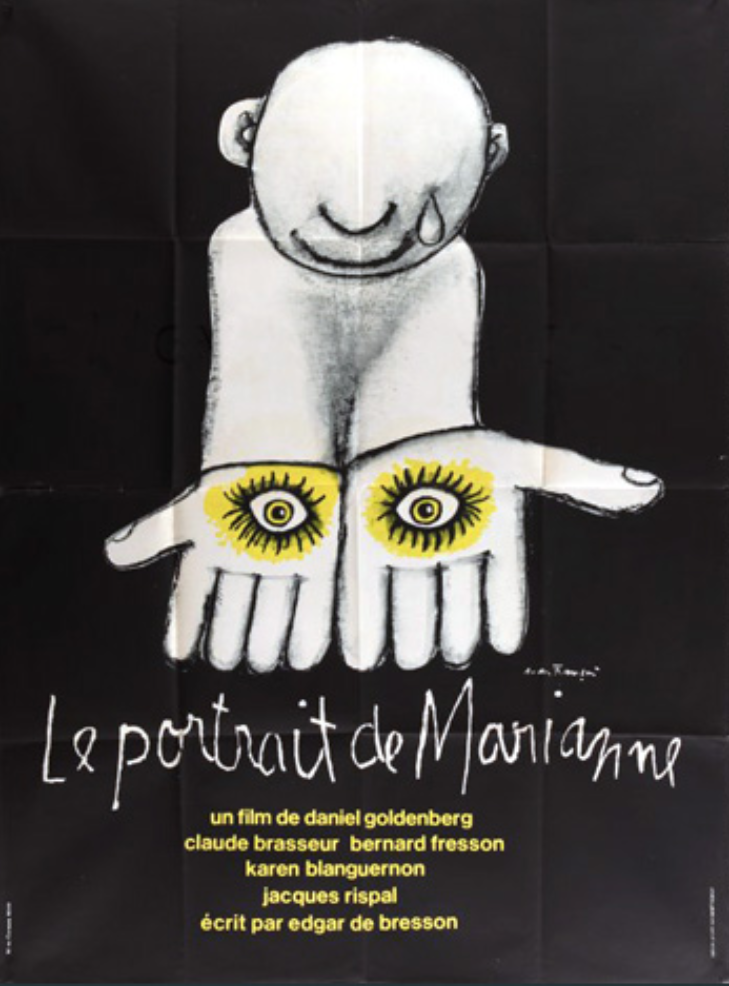 Le portrait de Marianne
un film de daniel goldenberg
claude brasseur bernard fresson
karen blanguernon
jacques rispal
écrit par edgar de bresson